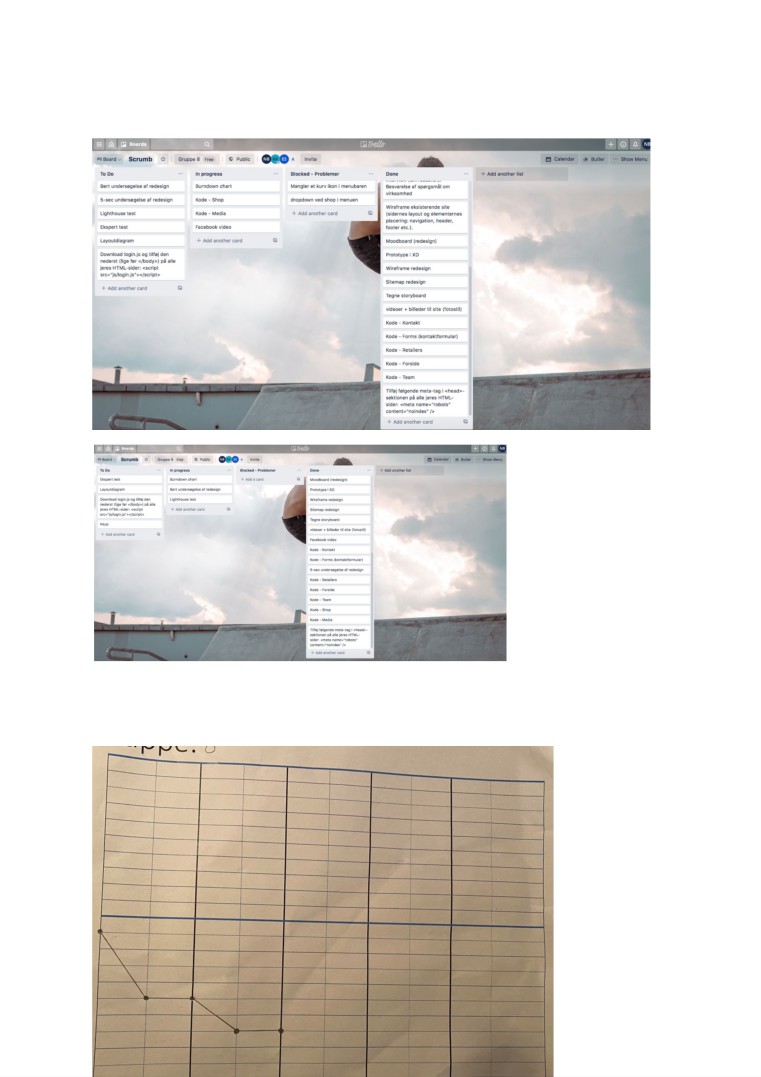 Boards
Trello
Board
Scrumb
Gruppe 8
Free
Public
Invite
Calendar
Butler
Show Menu
To Do
Bert undersøgelse af redesign
5-sec undersøgelse af redesign
Lighthouse test
Ekspert test
Layoutdiagram
Download login.js og tilføj den
nederst (lige før </body>) på alle
jeres HTML-sider: <script
src="js/login.js"></script>
+ Add another card
In progress
Burndown chart
Kode - Shop
Kode - Media
Facebook video
+ Add another card
Blocked - Problemer
Mangler et kurv ikon i menubaren
dropdown ved shop i menuen
+ Add another card
Done
Besvarelse af spørgsmål om
virksomhed
Wireframe eksisterende site
(sidernes layout og elementernes
placering: navigation, header,
footer etc.).
Moodboard (redesign)
Prototype i XD
Wireframe redesign
Sitemap redesign
Tegne storyboard
videoer + billeder til site (fotostil)
Kode - Kontakt
Kode - Forms (kontaktformular)
Kode - Retailers
Kode - Forside
Kode - Team
Tilføj følgende meta-tag i <head>-
sektionen på alle jeres HTML-
sider: <meta name="robots"
content="noindex" />
+ Add another card
+ Add another list
Boards
Trello
Board
Scrumb
Gruppe 8
Free
Public
Invite
Calendar
Butler
Show Menu
To Do
Ekspert test
Layoutdiagram
Download login.js og tilføj den
nederst (lige før </body>) på alle
jeres HTML-sider: <script
src="js/login.js"></script>
+ Add another card
In progress
Burndown chart
Bert undersøgelse af redesign
Lighthouse test
+ Add another card
Blocked - Problemer
+ Add a card
Done
Moodboard (redesign)
Prototype i XD
Wireframe redesign
Sitemap redesign
Tegne storyboard
videoer + billeder til site (fotostil)
Facebook video
Kode - Kontakt
Kode - Forms (kontaktformular)
5-sec undersøgelse af redesign
Kode - Retailers
Kode - Forside
Kode - Team
Kode - Shop
Kode - Media
Tilføj følgende meta-tag i <head>-
sektionen på alle jeres HTML-
sider: <meta name="robots"
content="noindex" />
+ Add another card
+ Add another list